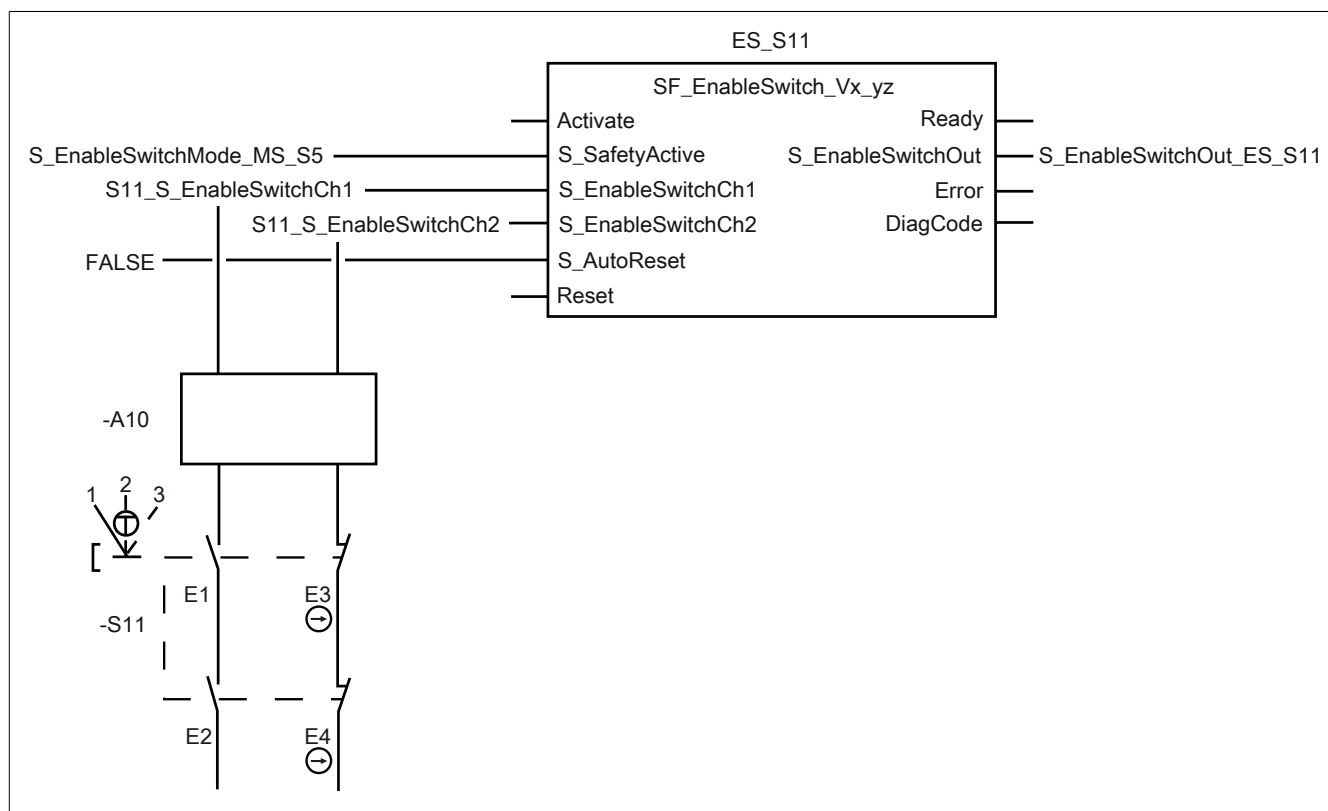 ES_S11
SF_EnableSwitch_Vx_yz
Activate
Ready
S_EnableSwitchMode_MS_S5
S_SafetyActive
S_EnableSwitchOut
S_EnableSwitchOut_ES_S11
S11_S_EnableSwitchCh1
S_EnableSwitchCh1
Error
S11_S_EnableSwitchCh2
S_EnableSwitchCh2
DiagCode
FALSE
S_AutoReset
Reset
-A10
1
2
3
E1
E3
-S11
E2
E4